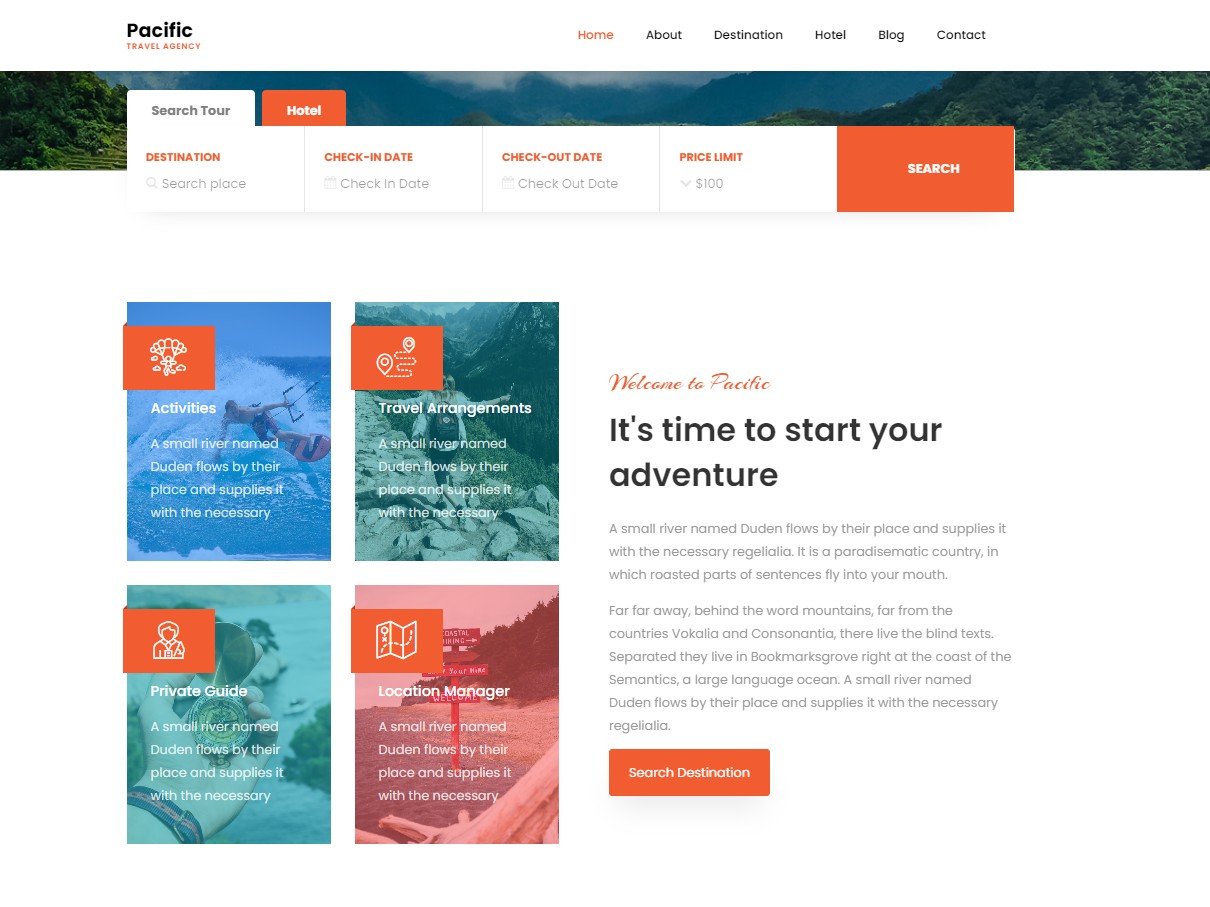 Pacific
TRAVEL AGENCY
Home About Destination Hotel Blog Contact
Search Tour Hotel
DESTINATION CHECK-IN DATE CHECK-OUT DATE PRICE LIMIT
Search place Check In Date Check Out Date $100
SEARCH
Activities
A small river named
Duden flows by their
place and supplies it
with the necessary
Travel Arrangements
A small river named
Duden flows by their
place and supplies it
with the necessary
Private Guide
A small river named
Duden flows by their
place and supplies it
with the necessary
COASTAL
WELCOME
Location Manager
A small river named
Duden flows by their
place and supplies it
with the necessary
Welcome to Pacific
It's time to start your
adventure
A small river named Duden flows by their place and supplies it
with the necessary regelialia. It is a paradisematic country, in
which roasted parts of sentences fly into your mouth.
Far far away, behind the word mountains, far from the
countries Vokalia and Consonantia, there live the blind texts.
Separated they live in Bookmarksgrove right at the coast of the
Semantics, a large language ocean. A small river named
Duden flows by their place and supplies it with the necessary
regelialia.
Search Destination